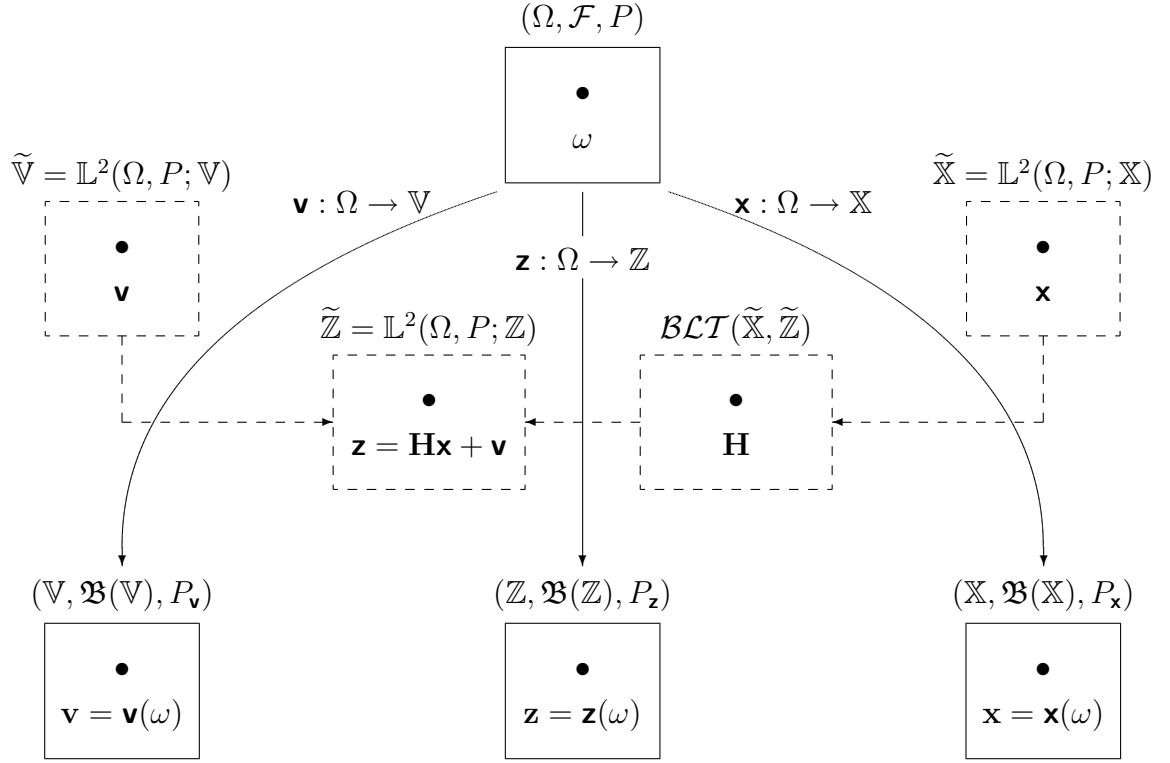 (Ω, ℱ, P)
ω
𝕍̃ = 𝕃²(Ω, P; 𝕍)
𝕏̃ = 𝕃²(Ω, P; 𝕏)
𝘃 : Ω → 𝕍
𝘅 : Ω → 𝕏
𝘇 : Ω → ℤ
𝘃
𝘅
ℤ̃ = 𝕃²(Ω, P; ℤ)
ℬℒ𝒯(𝕏̃, ℤ̃)
𝘇 = 𝐇𝘅 + 𝘃
𝐇
(𝕍, 𝕭(𝕍), P_𝘃)
(ℤ, 𝕭(ℤ), P_𝘇)
(𝕏, 𝕭(𝕏), P_𝘅)
𝐯 = 𝘃(ω)
𝐳 = 𝘇(ω)
𝐱 = 𝘅(ω)